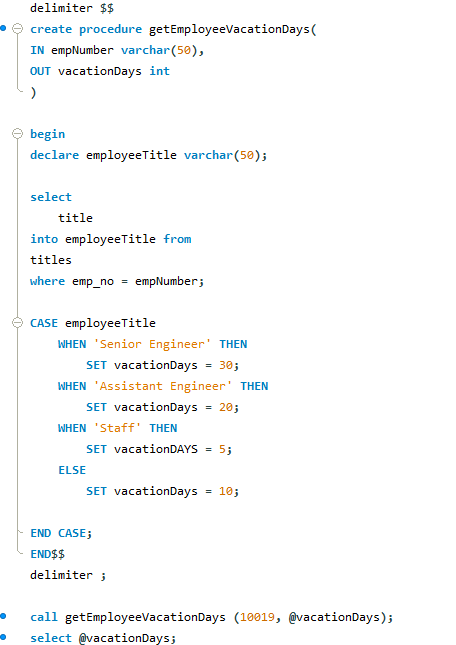 delimiter $$
create procedure getEmployeeVacationDays(
IN empNumber varchar(50),
OUT vacationDays int
)
begin
declare employeeTitle varchar(50);
select
title
into employeeTitle from
titles
where emp_no = empNumber;
CASE employeeTitle
WHEN 'Senior Engineer' THEN
SET vacationDays = 30;
WHEN 'Assistant Engineer' THEN
SET vacationDays = 20;
WHEN 'Staff' THEN
SET vacationDAYS = 5;
ELSE
SET vacationDays = 10;
END CASE;
END$$
delimiter ;
call getEmployeeVacationDays (10019, @vacationDays);
select @vacationDays;